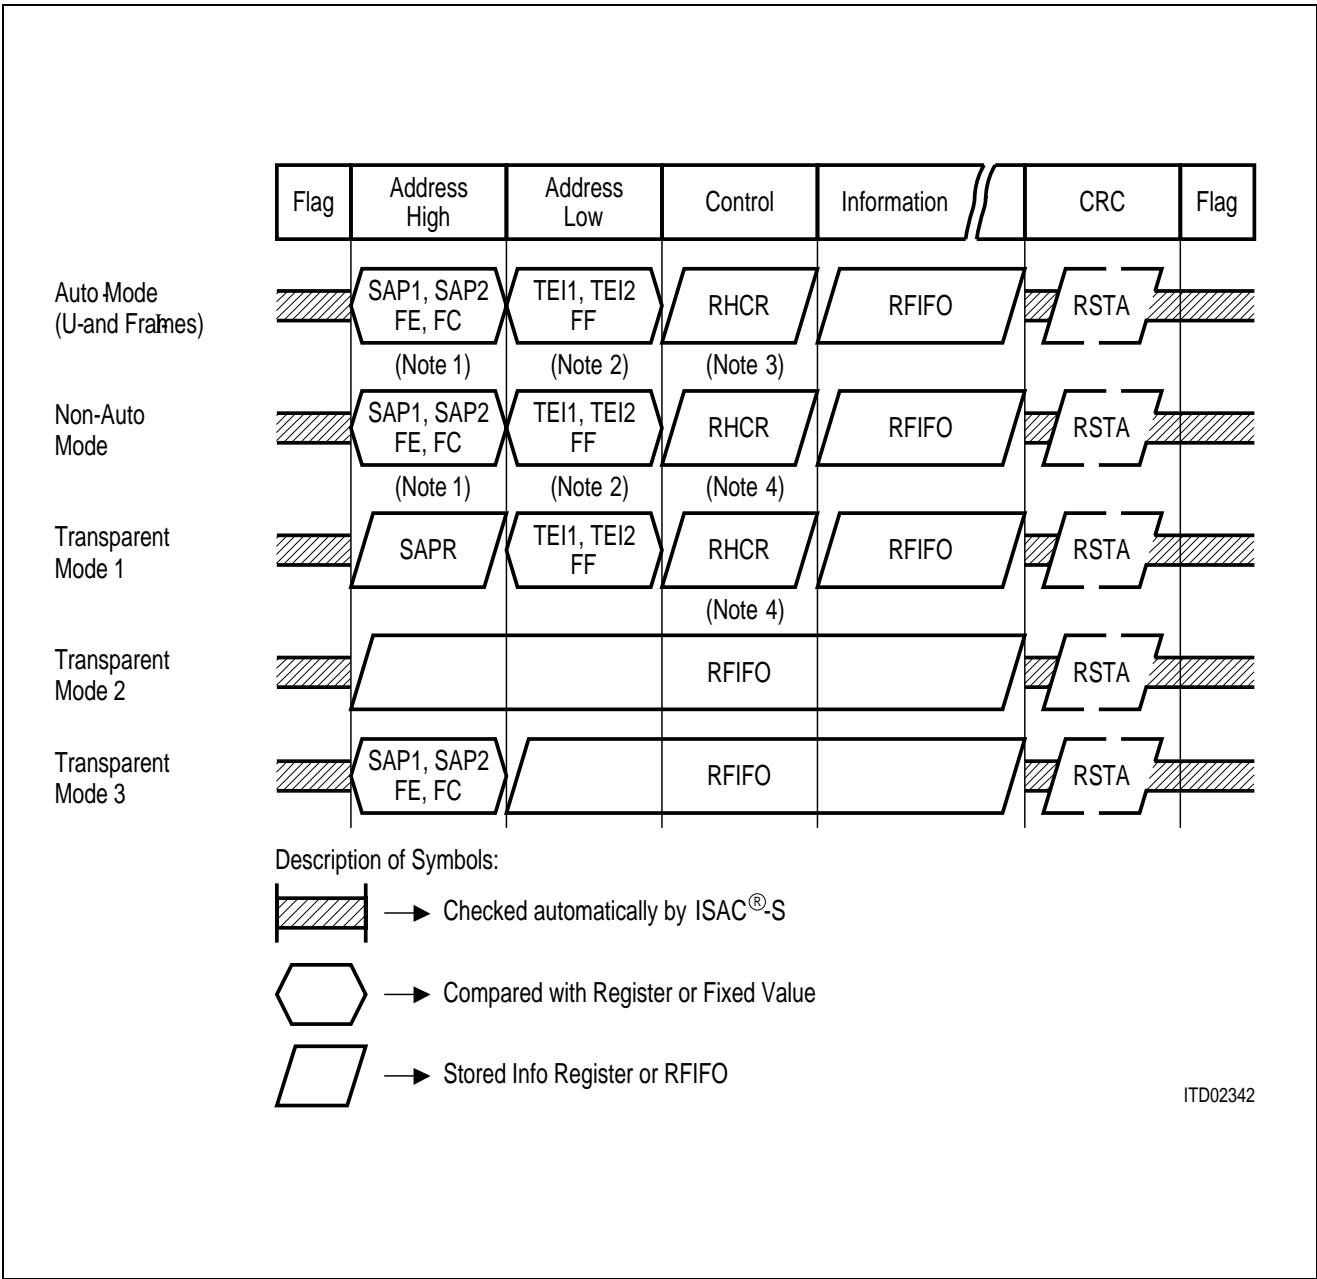 Flag Address High Address Low Control Information CRC Flag
Auto-Mode
(U-and Fra
SAP1, SAP2
FE, FC
TEI1, TEI2
FF
RHCR
RFIFO
RSTA
(Note 1) (Note 2) (Note 3)
Non-Auto
Mode
SAP1, SAP2
FE, FC
TEI1, TEI2
FF
RHCR
RFIFO
RSTA
(Note 1) (Note 2) (Note 4)
Transparent
Mode 1
SAPR
TEI1, TEI2
FF
RHCR
RFIFO
RSTA
(Note 4)
Transparent
Mode 2
RFIFO
RSTA
Transparent
Mode 3
SAP1, SAP2
FE, FC
RFIFO
RSTA
Description of Symbols:
Checked automatically by ISAC®-S
Compared with Register or Fixed Value
Stored Info Register or RFIFO
ITD02342